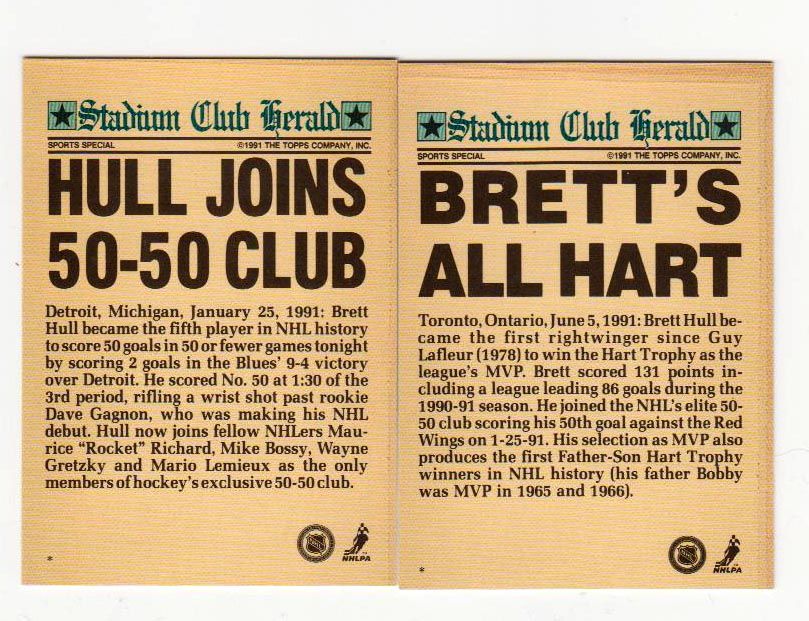 Stadium Club Herald
SPORTS SPECIAL ©1991 THE TOPPS COMPANY, INC.
HULL JOINS
50-50 CLUB
Detroit, Michigan, January 25, 1991: Brett
Hull became the fifth player in NHL history
to score 50 goals in 50 or fewer games tonight
by scoring 2 goals in the Blues' 9-4 victory
over Detroit. He scored No. 50 at 1:30 of the
3rd period, rifling a wrist shot past rookie
Dave Gagnon, who was making his NHL
debut. Hull now joins fellow NHLers Mau-
rice "Rocket" Richard, Mike Bossy, Wayne
Gretzky and Mario Lemieux as the only
members of hockey's exclusive 50-50 club.
*
NHL
NHLPA
Stadium Club Herald
SPORTS SPECIAL ©1991 THE TOPPS COMPANY, INC.
BRETT'S
ALL HART
Toronto, Ontario, June 5, 1991: Brett Hull be-
came the first rightwinger since Guy
Lafleur (1978) to win the Hart Trophy as the
league's MVP. Brett scored 131 points in-
cluding a league leading 86 goals during the
1990-91 season. He joined the NHL's elite 50-
50 club scoring his 50th goal against the Red
Wings on 1-25-91. His selection as MVP also
produces the first Father-Son Hart Trophy
winners in NHL history (his father Bobby
was MVP in 1965 and 1966).
*
NHL
NHLPA